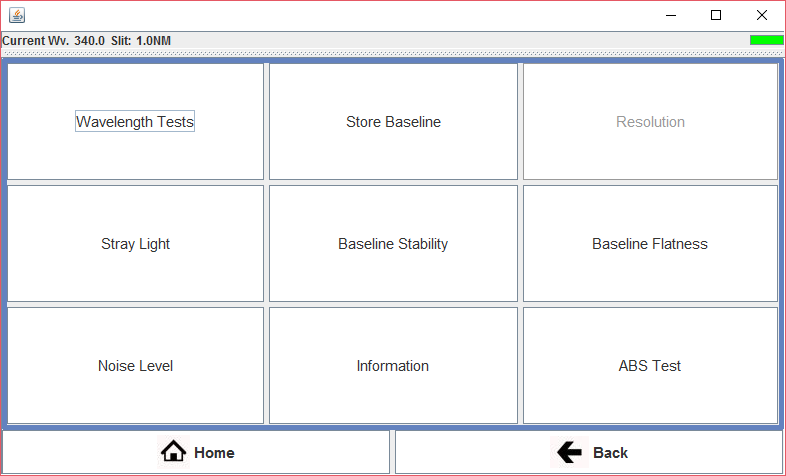 Current Wv. 340.0 Slit: 1.0NM
Wavelength Tests
Store Baseline
Resolution
Stray Light
Baseline Stability
Baseline Flatness
Noise Level
Information
ABS Test
Home
Back